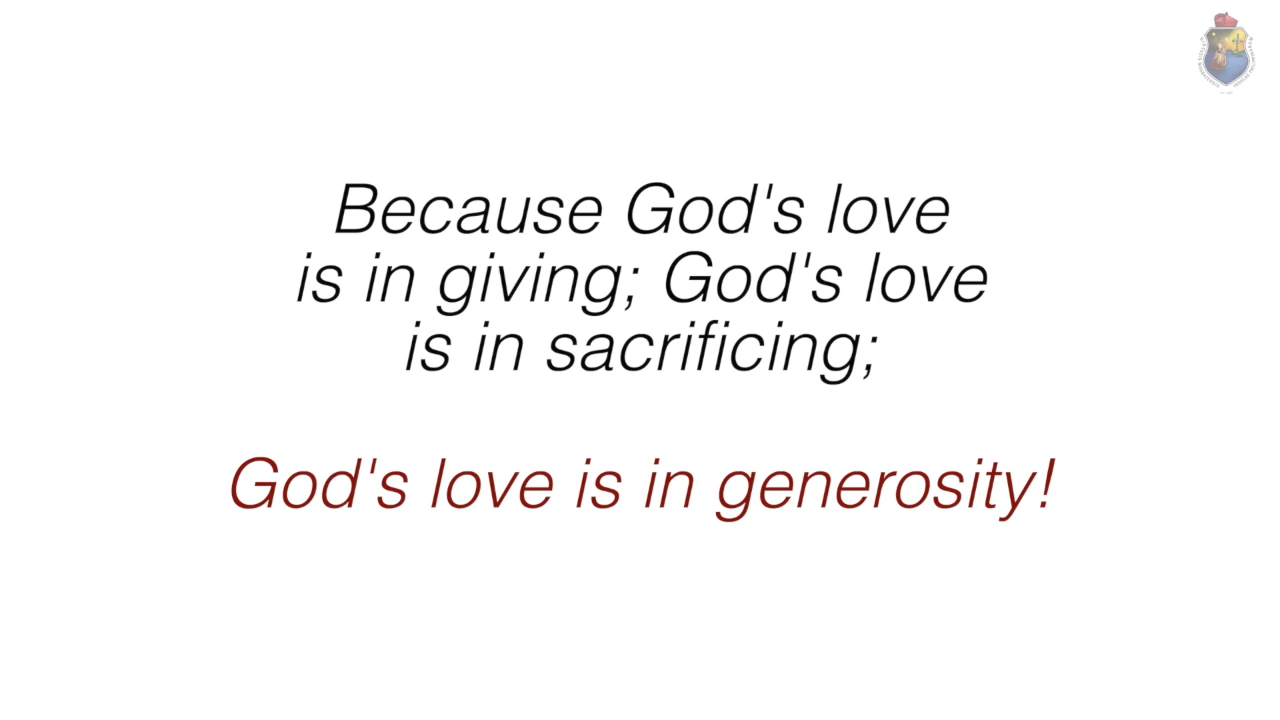 Because God's love
is in giving; God's love
is in sacrificing;
God's love is in generosity!